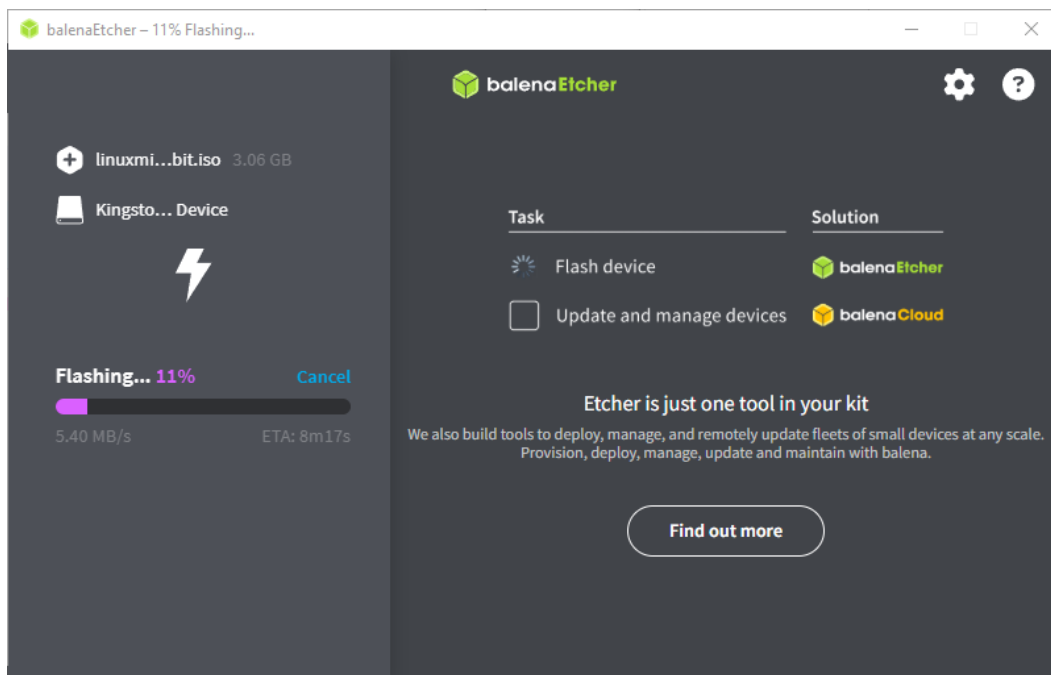 balenaEtcher – 11% Flashing...
balenaEtcher
linuxmi...bit.iso 3.06 GB
Kingsto... Device
Flashing... 11% Cancel
5.40 MB/s ETA: 8m17s
Task Solution
Flash device balenaEtcher
Update and manage devices balenaCloud
Etcher is just one tool in your kit
We also build tools to deploy, manage, and remotely update fleets of small devices at any scale.
Provision, deploy, manage, update and maintain with balena.
Find out more